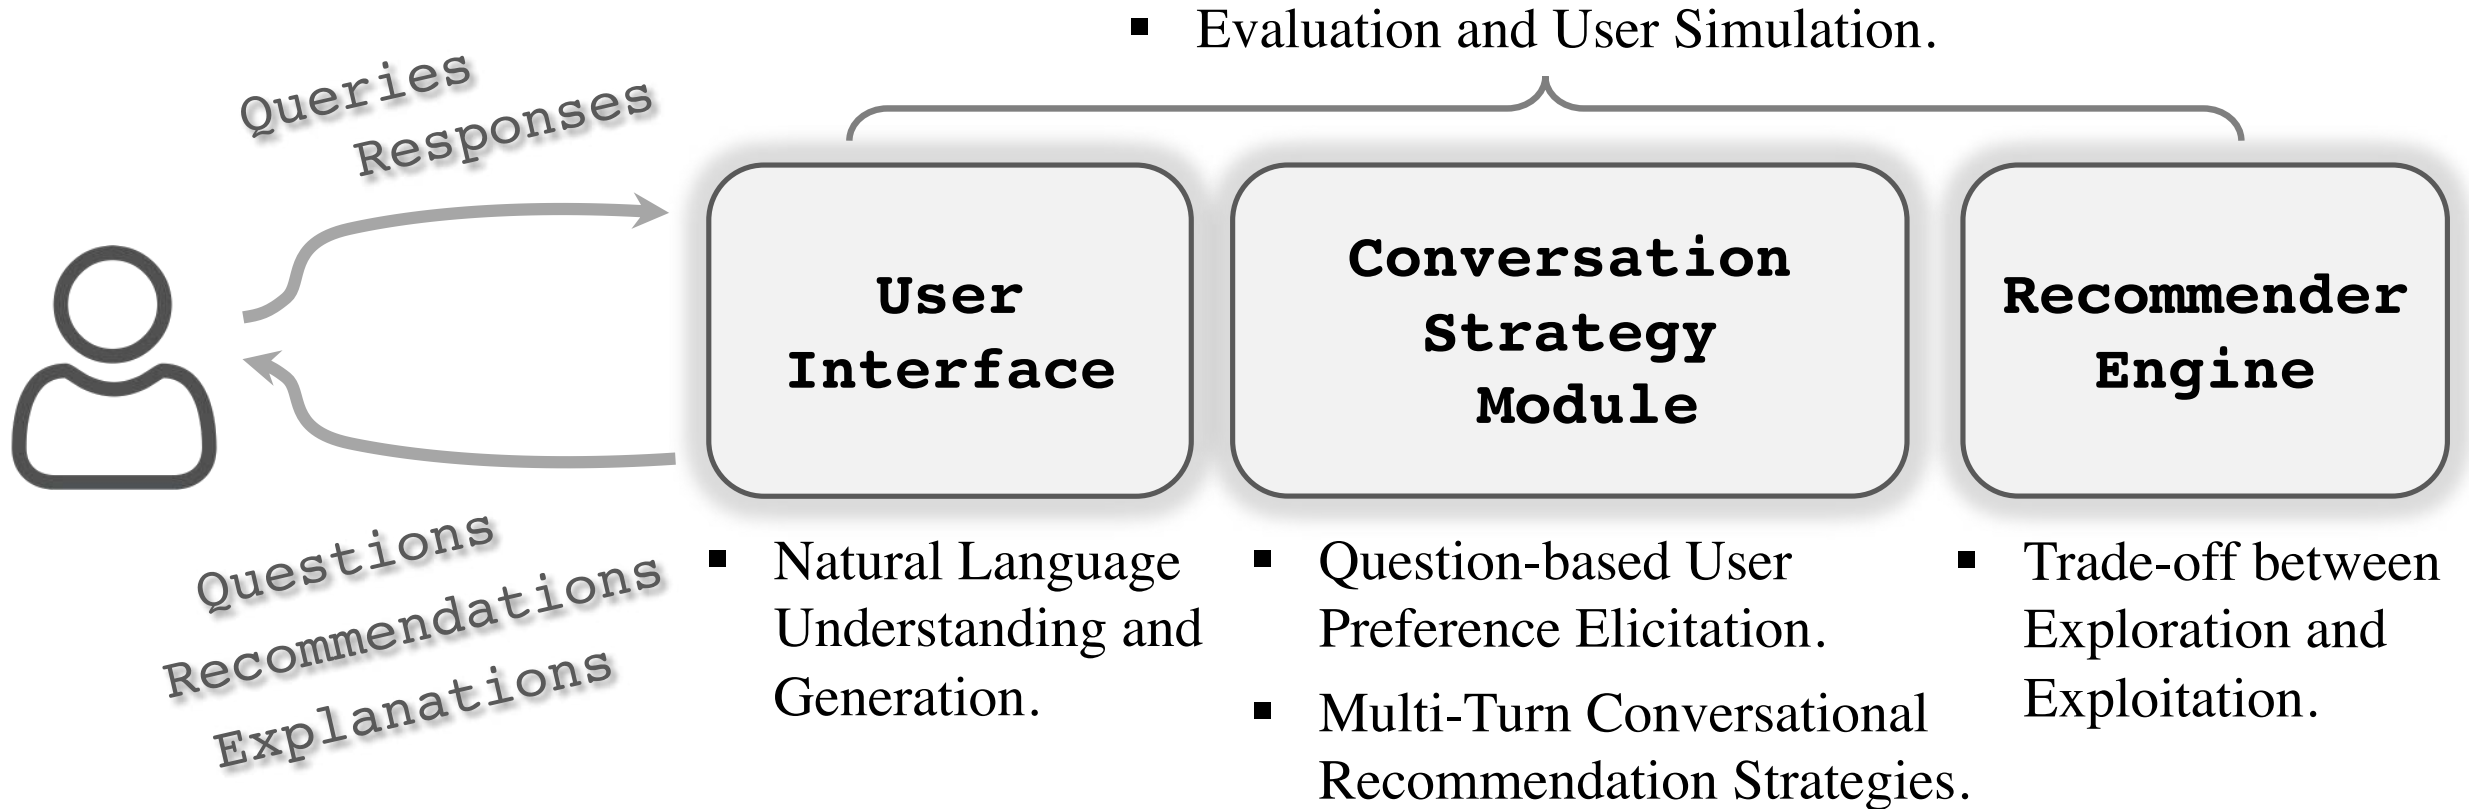 ▪ Evaluation and User Simulation.
Queries
Responses
User
Interface
Conversation
Strategy
Module
Recommender
Engine
Questions
Recommendations
Explanations
▪ Natural Language
Understanding and
Generation.
▪ Question-based User
Preference Elicitation.
▪ Multi-Turn Conversational
Recommendation Strategies.
▪ Trade-off between
Exploration and
Exploitation.